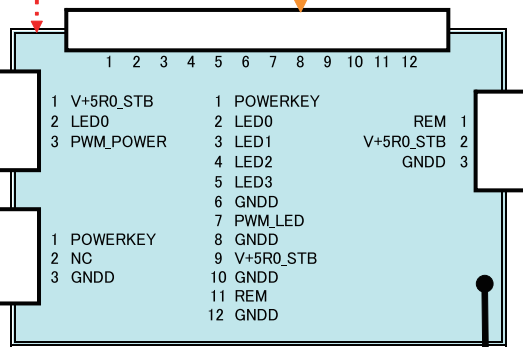 1 2 3 4 5 6 7 8 9 10 11 12
1 V+5R0_STB
2 LED0
3 PWM_POWER
1 POWERKEY
2 NC
3 GNDD
1 POWERKEY
2 LED0
3 LED1
4 LED2
5 LED3
6 GNDD
7 PWM_LED
8 GNDD
9 V+5R0_STB
10 GNDD
11 REM
12 GNDD
REM 1
V+5R0_STB 2
GNDD 3